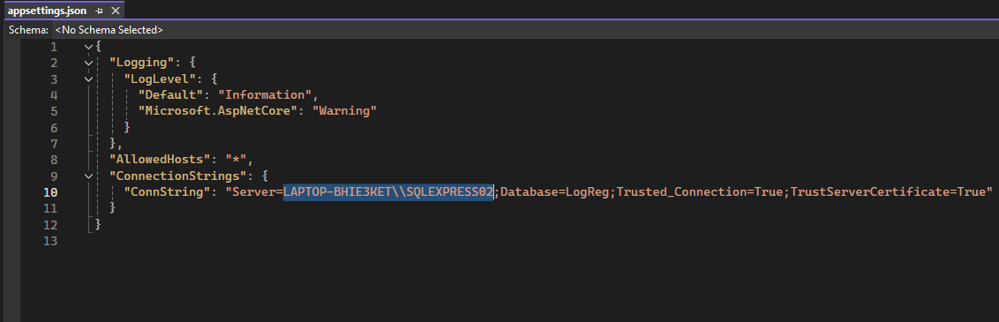 appsettings.json
Schema: <No Schema Selected>
1 {
2 "Logging": {
3 "LogLevel": {
4 "Default": "Information",
5 "Microsoft.AspNetCore": "Warning"
6 }
7 },
8 "AllowedHosts": "*",
9 "ConnectionStrings": {
10 "ConnString": "Server=LAPTOP-BHIE3KET\\SQLEXPRESS02;Database=LogReg;Trusted_Connection=True;TrustServerCertificate=True"
11 }
12 }
13